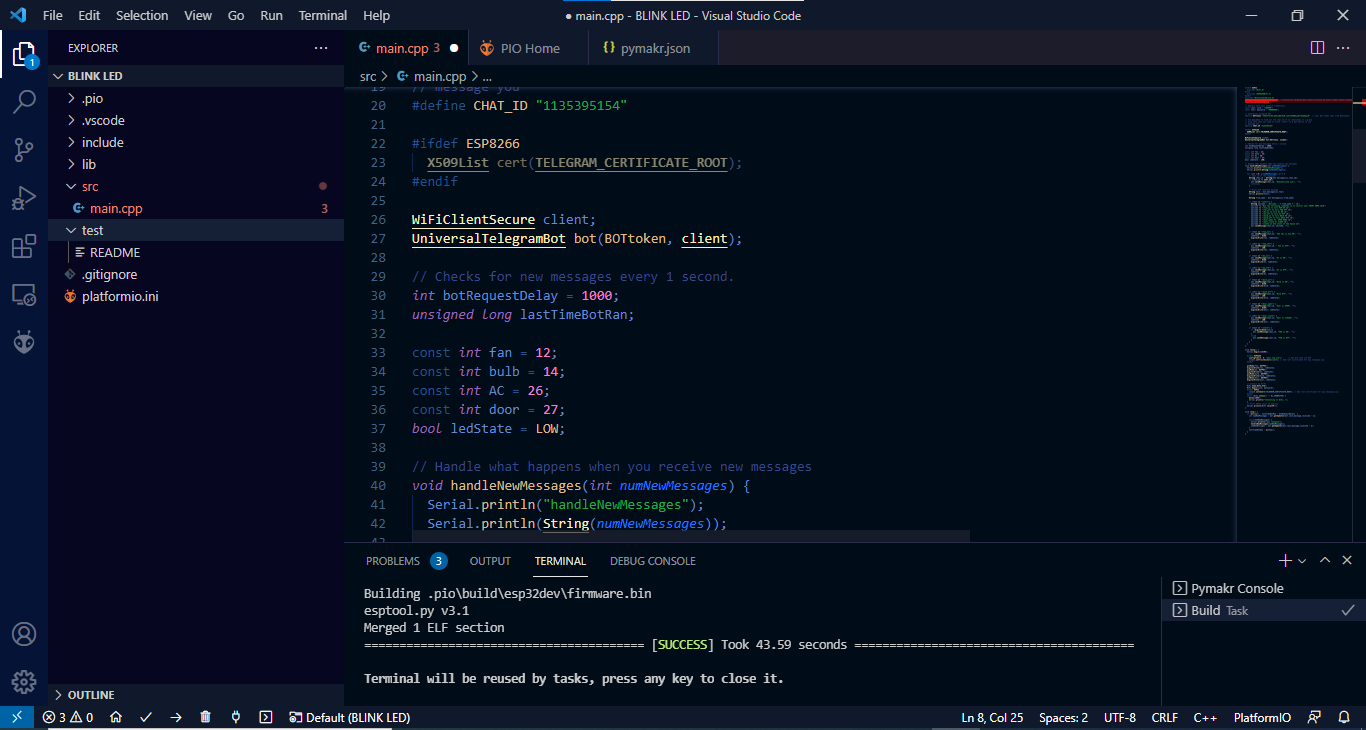 File Edit Selection View Go Run Terminal Help
● main.cpp - BLINK LED - Visual Studio Code
EXPLORER
main.cpp 3 PIO Home pymakr.json
BLINK LED
src > main.cpp > ...
.pio
.vscode
include
lib
src
main.cpp 3
test
README
.gitignore
platformio.ini
OUTLINE
1
19 // message you
20 #define CHAT_ID "1135395154"
21
22 #ifdef ESP8266
23 X509List cert(TELEGRAM_CERTIFICATE_ROOT);
24 #endif
25
26 WiFiClientSecure client;
27 UniversalTelegramBot bot(BOTtoken, client);
28
29 // Checks for new messages every 1 second.
30 int botRequestDelay = 1000;
31 unsigned long lastTimeBotRan;
32
33 const int fan = 12;
34 const int bulb = 14;
35 const int AC = 26;
36 const int door = 27;
37 bool ledState = LOW;
38
39 // Handle what happens when you receive new messages
40 void handleNewMessages(int numNewMessages) {
41 Serial.println("handleNewMessages");
42 Serial.println(String(numNewMessages));
43
PROBLEMS 3 OUTPUT TERMINAL DEBUG CONSOLE
Building .pio\build\esp32dev\firmware.bin
esptool.py v3.1
Merged 1 ELF section
======================================== [SUCCESS] Took 43.59 seconds ========================================
Terminal will be reused by tasks, press any key to close it.
Pymakr Console
Build Task
3 0 Default (BLINK LED) Ln 8, Col 25 Spaces: 2 UTF-8 CRLF C++ PlatformIO